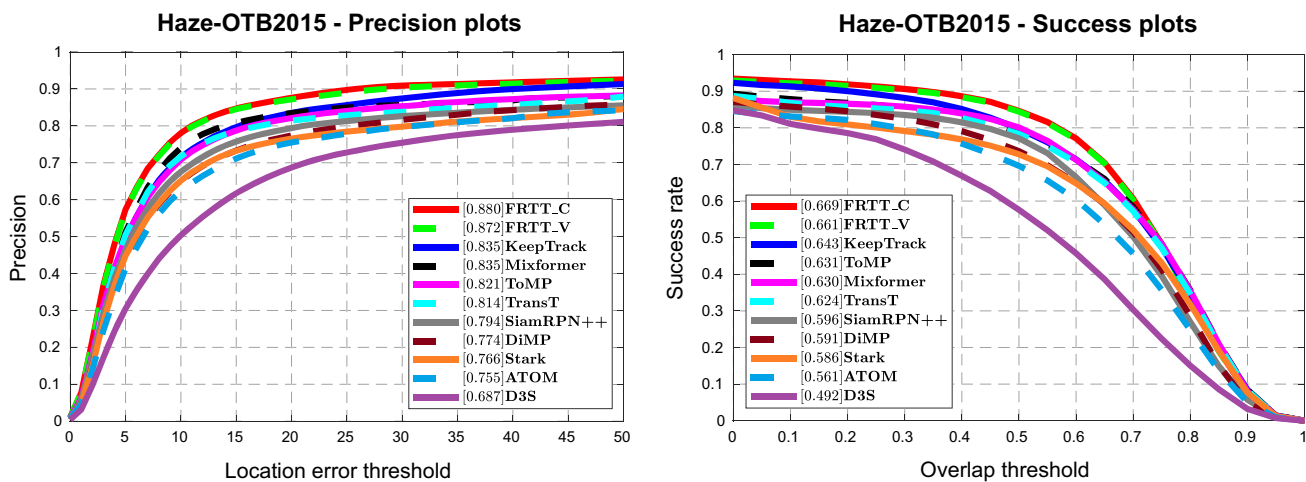 Haze-OTB2015 - Precision plots
Precision
1
0.9
0.8
0.7
0.6
0.5
0.4
0.3
0.2
0.1
0
0 5 10 15 20 25 30 35 40 45 50
Location error threshold
[0.880]FRTT_C
[0.872]FRTT_V
[0.835]KeepTrack
[0.835]Mixformer
[0.821]ToMP
[0.814]TransT
[0.794]SiamRPN++
[0.774]DiMP
[0.766]Stark
[0.755]ATOM
[0.687]D3S
Haze-OTB2015 - Success plots
Success rate
1
0.9
0.8
0.7
0.6
0.5
0.4
0.3
0.2
0.1
0
0 0.1 0.2 0.3 0.4 0.5 0.6 0.7 0.8 0.9 1
Overlap threshold
[0.669]FRTT_C
[0.661]FRTT_V
[0.643]KeepTrack
[0.631]ToMP
[0.630]Mixformer
[0.624]TransT
[0.596]SiamRPN++
[0.591]DiMP
[0.586]Stark
[0.561]ATOM
[0.492]D3S